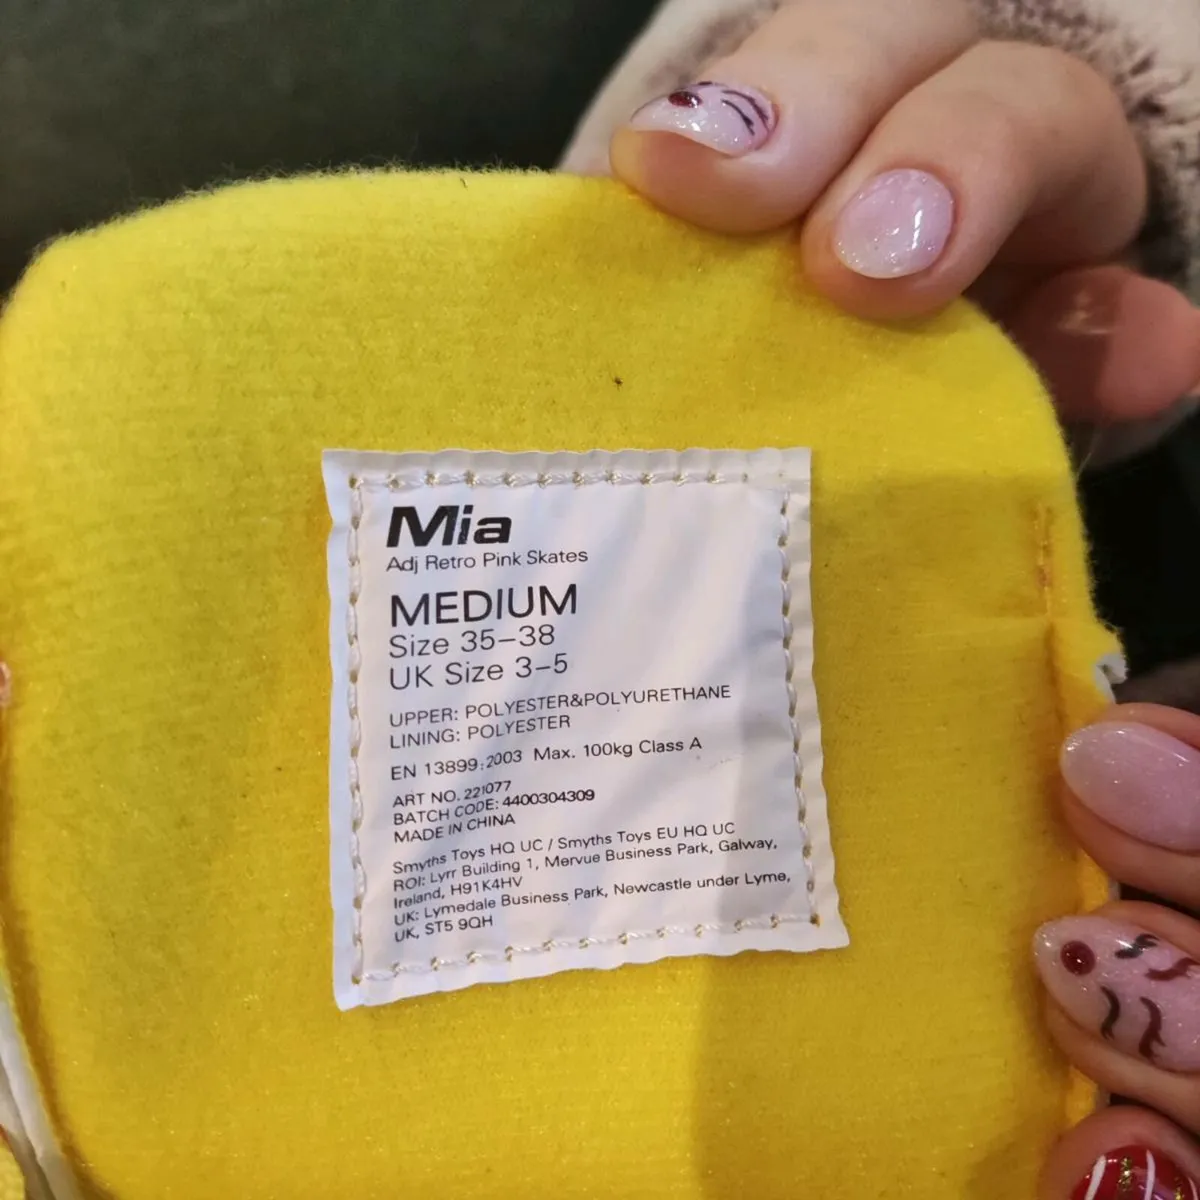 Mia
Adj Retro Pink Skates
MEDIUM
Size 35–38
UK Size 3–5
UPPER: POLYESTER&POLYURETHANE
LINING: POLYESTER
EN 13899:2003 Max. 100kg Class A
ART NO. 221077
BATCH CODE: 4400304309
MADE IN CHINA
Smyths Toys HQ UC / Smyths Toys EU HQ UC
ROI: Lyrr Building 1, Mervue Business Park, Galway,
Ireland, H91K4HV
UK: Lymedale Business Park, Newcastle under Lyme,
UK, ST5 9QH